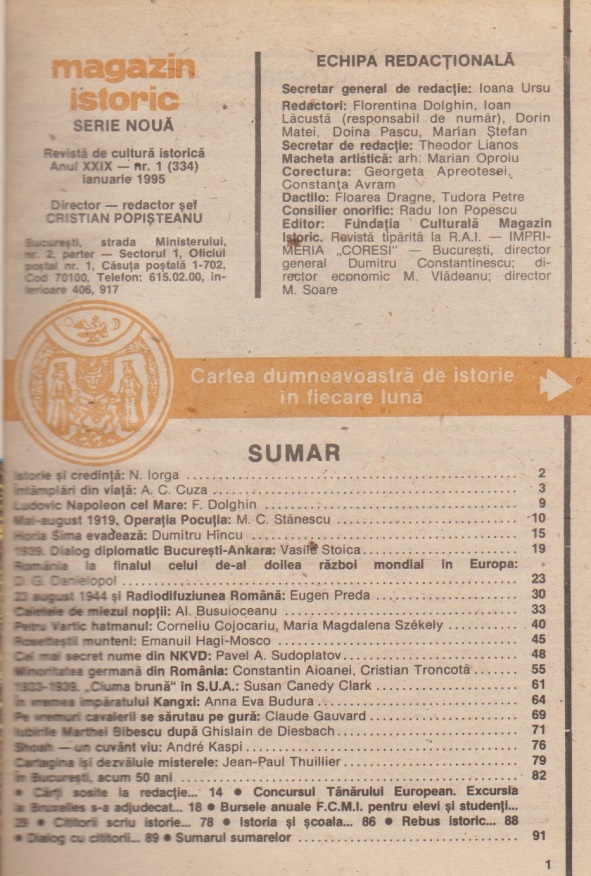 magazin
istoric
SERIE NOUĂ
Revistă de cultură istorică
Anul XXIX — nr. 1 (334)
ianuarie 1995
Director — redactor șef
CRISTIAN POPIȘTEANU
București, strada Ministerului,
nr. 2, parter — Sectorul 1, Oficiul
poștal nr. 1, Căsuța poștală 1-702,
Cod 70100, Telefon: 615.02.00, in-
terioare 406, 917
ECHIPA REDACȚIONALĂ
Secretar general de redacție: Ioana Ursu
Redactori: Florentina Dolghin, Ioan
Lăcustă (responsabil de număr), Dorin
Matei, Doina Pascu, Marian Ștefan
Secretar de redacție: Theodor Lianos
Macheta artistică: arh. Marian Oproiu
Corectura: Georgeta Apreotesei,
Constanța Avram
Dactilo: Floarea Dragne, Tudora Petre
Consilier onorific: Radu Ion Popescu
Editor: Fundația Culturală Magazin
Istoric. Revistă tipărită la R.A.I. — IMPRI-
MERIA „CORESI” — București, director
general Dumitru Constantinescu; di-
rector economic M. Vlădeanu; director
M. Soare
Cartea dumneavoastră de istorie
în fiecare lună
SUMAR
Istorie și credință: N. Iorga 2
Întâmplări din viață: A. C. Cuza 3
Ludovic Napoleon cel Mare: F. Dolghin 9
Mai-august 1919, Operația Pocuția: M. C. Stănescu 10
Horia Sima evadează: Dumitru Hîncu 15
1939. Dialog diplomatic București-Ankara: Vasile Stoica 19
România la finalul celui de-al doilea război mondial în Europa:
D. G. Danielopol 23
23 august 1944 și Radiodifuziunea Română: Eugen Preda 30
Caietele de miezul nopții: Al. Busuioceanu 33
Petru Vartic hatmanul: Corneliu Cojocariu, Maria Magdalena Székely 40
Rosetteștii munteni: Emanuil Hagi-Mosco 45
Cel mai secret nume din NKVD: Pavel A. Sudoplatov 48
Minoritatea germană din România: Constantin Aioanei, Cristian Troncotă 55
1933-1939. „Ciuma brună” în S.U.A.: Susan Canedy Clark 61
În vremea împăratului Kangxi: Anna Eva Budura 64
Pe vremuri cavalerii se sărutau pe gură: Claude Gauvard 69
Iubirile Marthei Bibescu după Ghislain de Diesbach 71
Shoah — un cuvânt viu: André Kaspi 76
Cartagina își dezvăluie misterele: Jean-Paul Thuillier 79
În București, acum 50 ani 82
• Cărți sosite la redacție... 14 • Concursul Tânărului European. Excursia
la Bruxelles s-a adjudecat... 18 • Bursele anuale F.C.M.I. pentru elevi și studenți...
29 • Cititorii scriu istorie... 78 • Istoria și școala... 86 • Rebus istoric... 88
• Dialog cu cititorii... 89 • Sumarul sumarelor 91
1